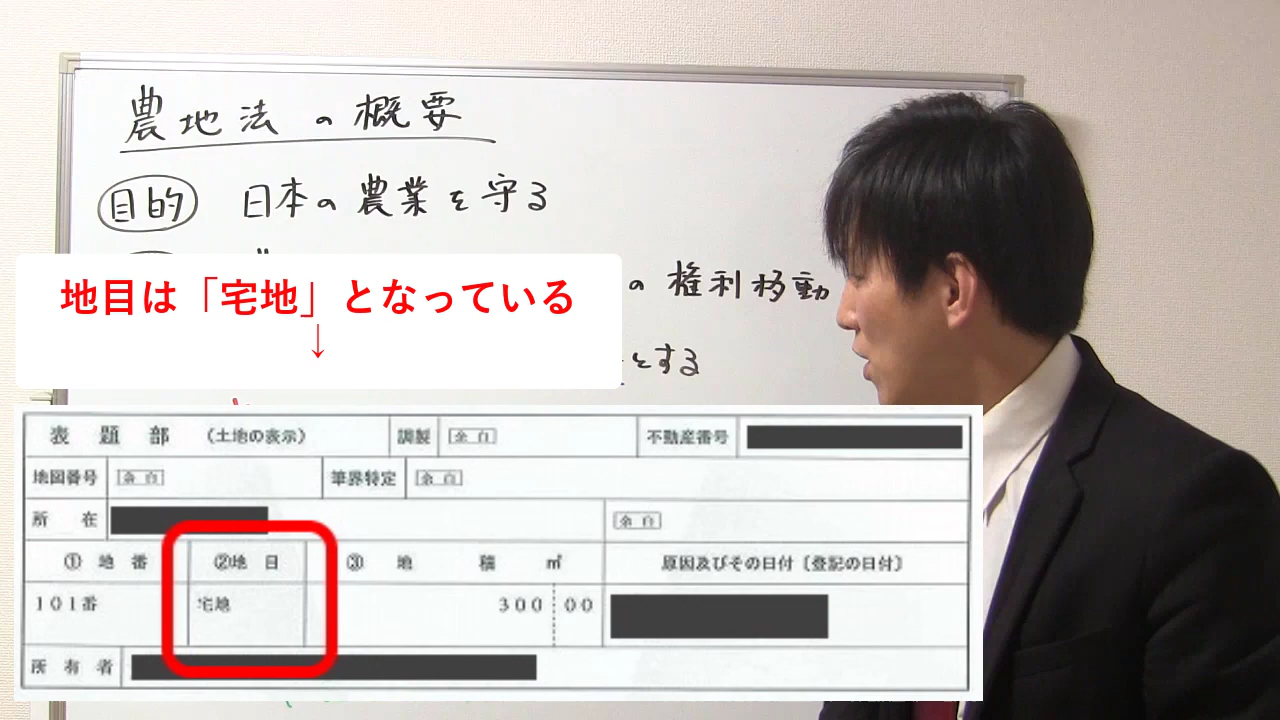 農地法の概要
目的 日本の農業を守る
の権利移動
とする
地目は「宅地」となっている
↓
表題部 (土地の表示) 調製 余白 不動産番号
地図番号 余白 筆界特定 余白
所在 余白
①地番 ②地目 ③地積 ㎡ 原因及びその日付〔登記の日付〕
101番 宅地 300 00
所有者